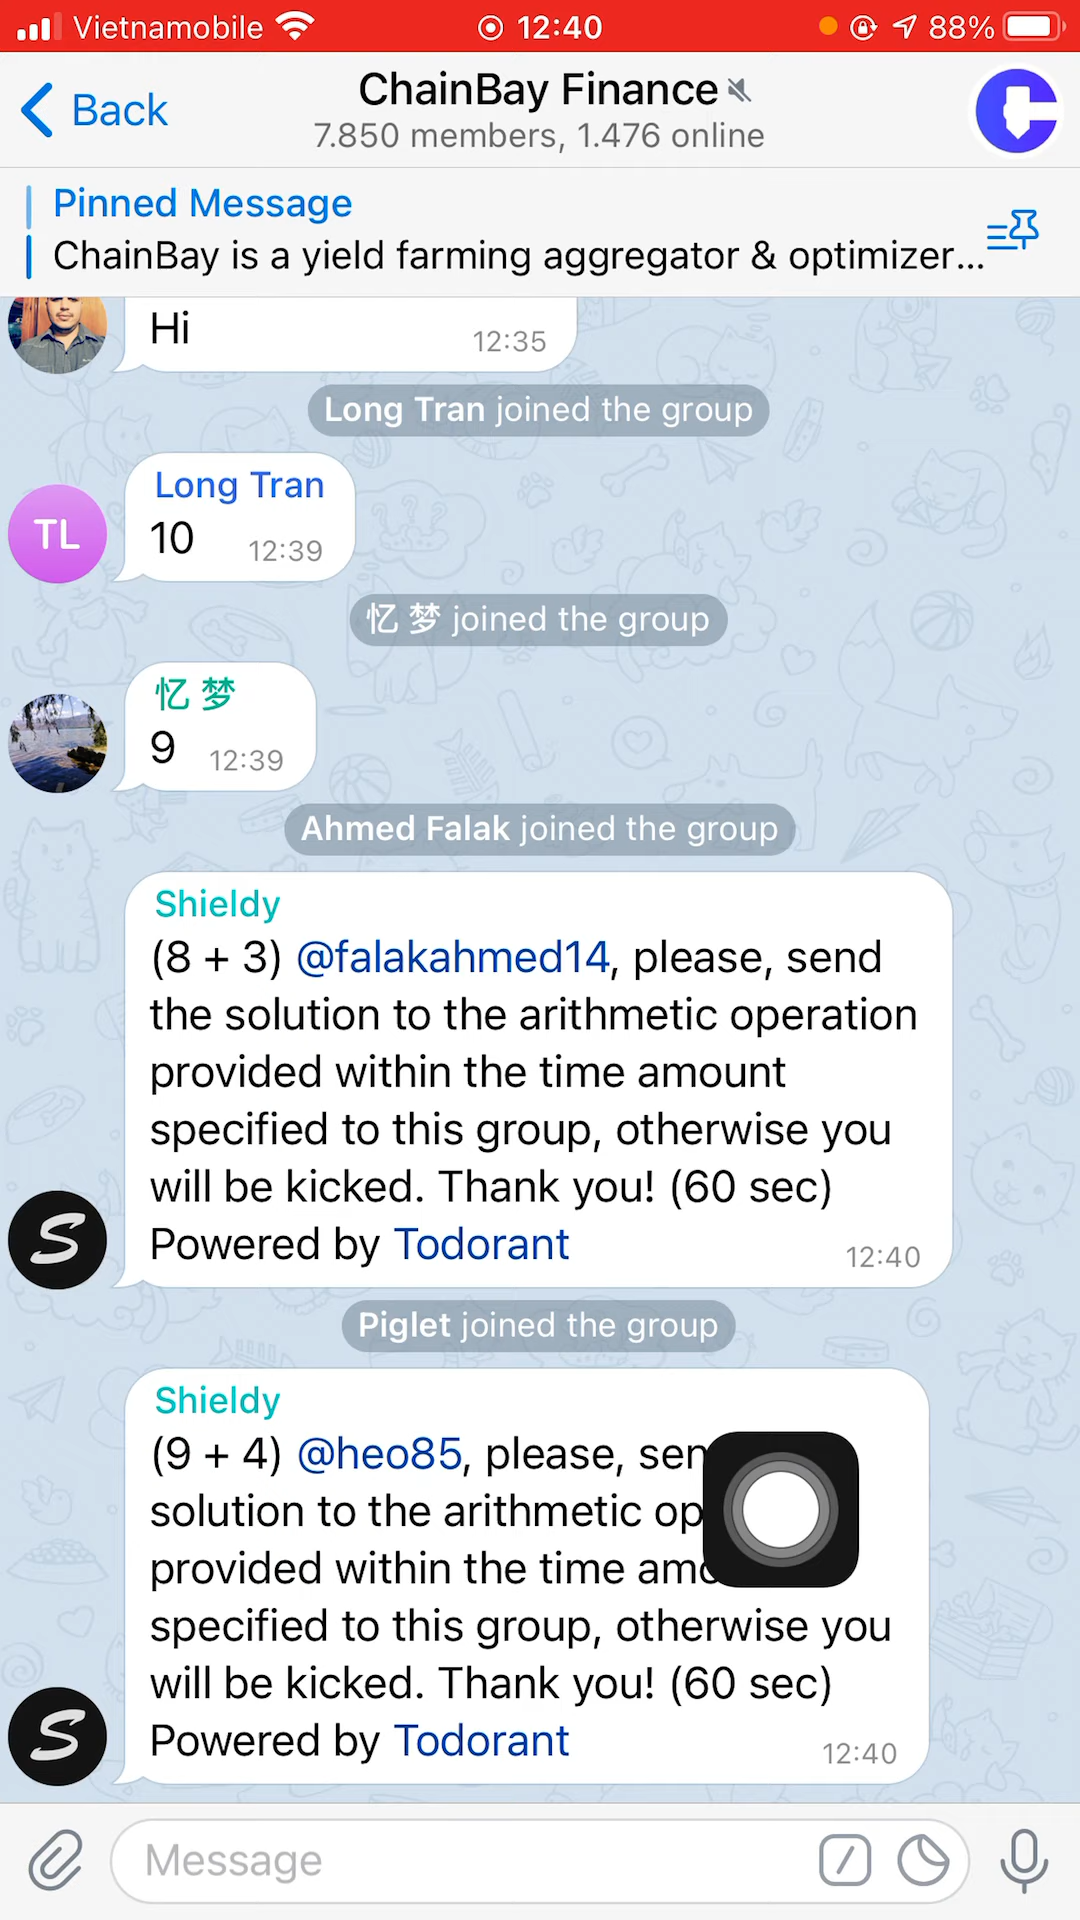 Vietnamobile 12:40 88%
Back ChainBay Finance
7.850 members, 1.476 online
Pinned Message
ChainBay is a yield farming aggregator & optimizer...
Hi 12:35
Long Tran joined the group
Long Tran
TL 10 12:39
忆 梦 joined the group
忆 梦
9 12:39
Ahmed Falak joined the group
Shieldy
(8 + 3) @falakahmed14, please, send
the solution to the arithmetic operation
provided within the time amount
specified to this group, otherwise you
will be kicked. Thank you! (60 sec)
S Powered by Todorant 12:40
Piglet joined the group
Shieldy
(9 + 4) @heo85, please, sen
solution to the arithmetic op
provided within the time amo
specified to this group, otherwise you
will be kicked. Thank you! (60 sec)
S Powered by Todorant 12:40
Message